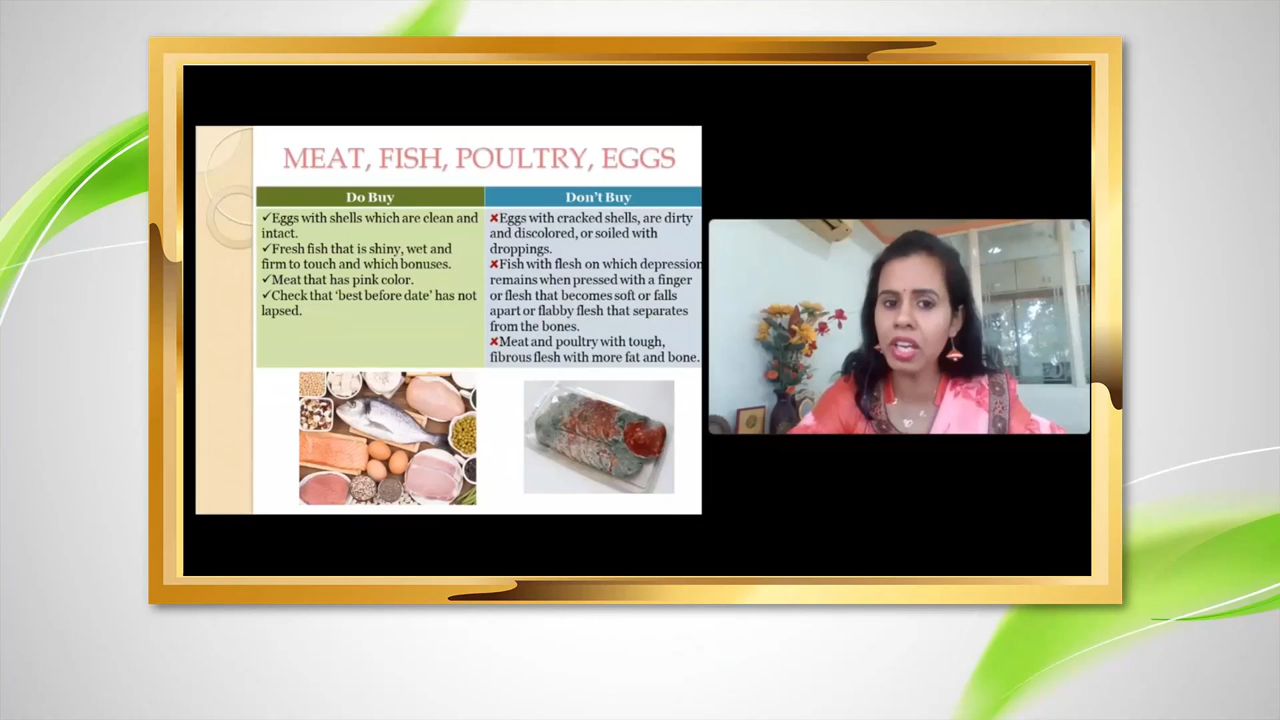 MEAT, FISH, POULTRY, EGGS
Do Buy
✓Eggs with shells which are clean and
intact.
✓Fresh fish that is shiny, wet and
firm to touch and which bonuses.
✓Meat that has pink color.
✓Check that ‘best before date’ has not
lapsed.
Don’t Buy
✘Eggs with cracked shells, are dirty
and discolored, or soiled with
droppings.
✘Fish with flesh on which depression
remains when pressed with a finger
or flesh that becomes soft or falls
apart or flabby flesh that separates
from the bones.
✘Meat and poultry with tough,
fibrous flesh with more fat and bone.